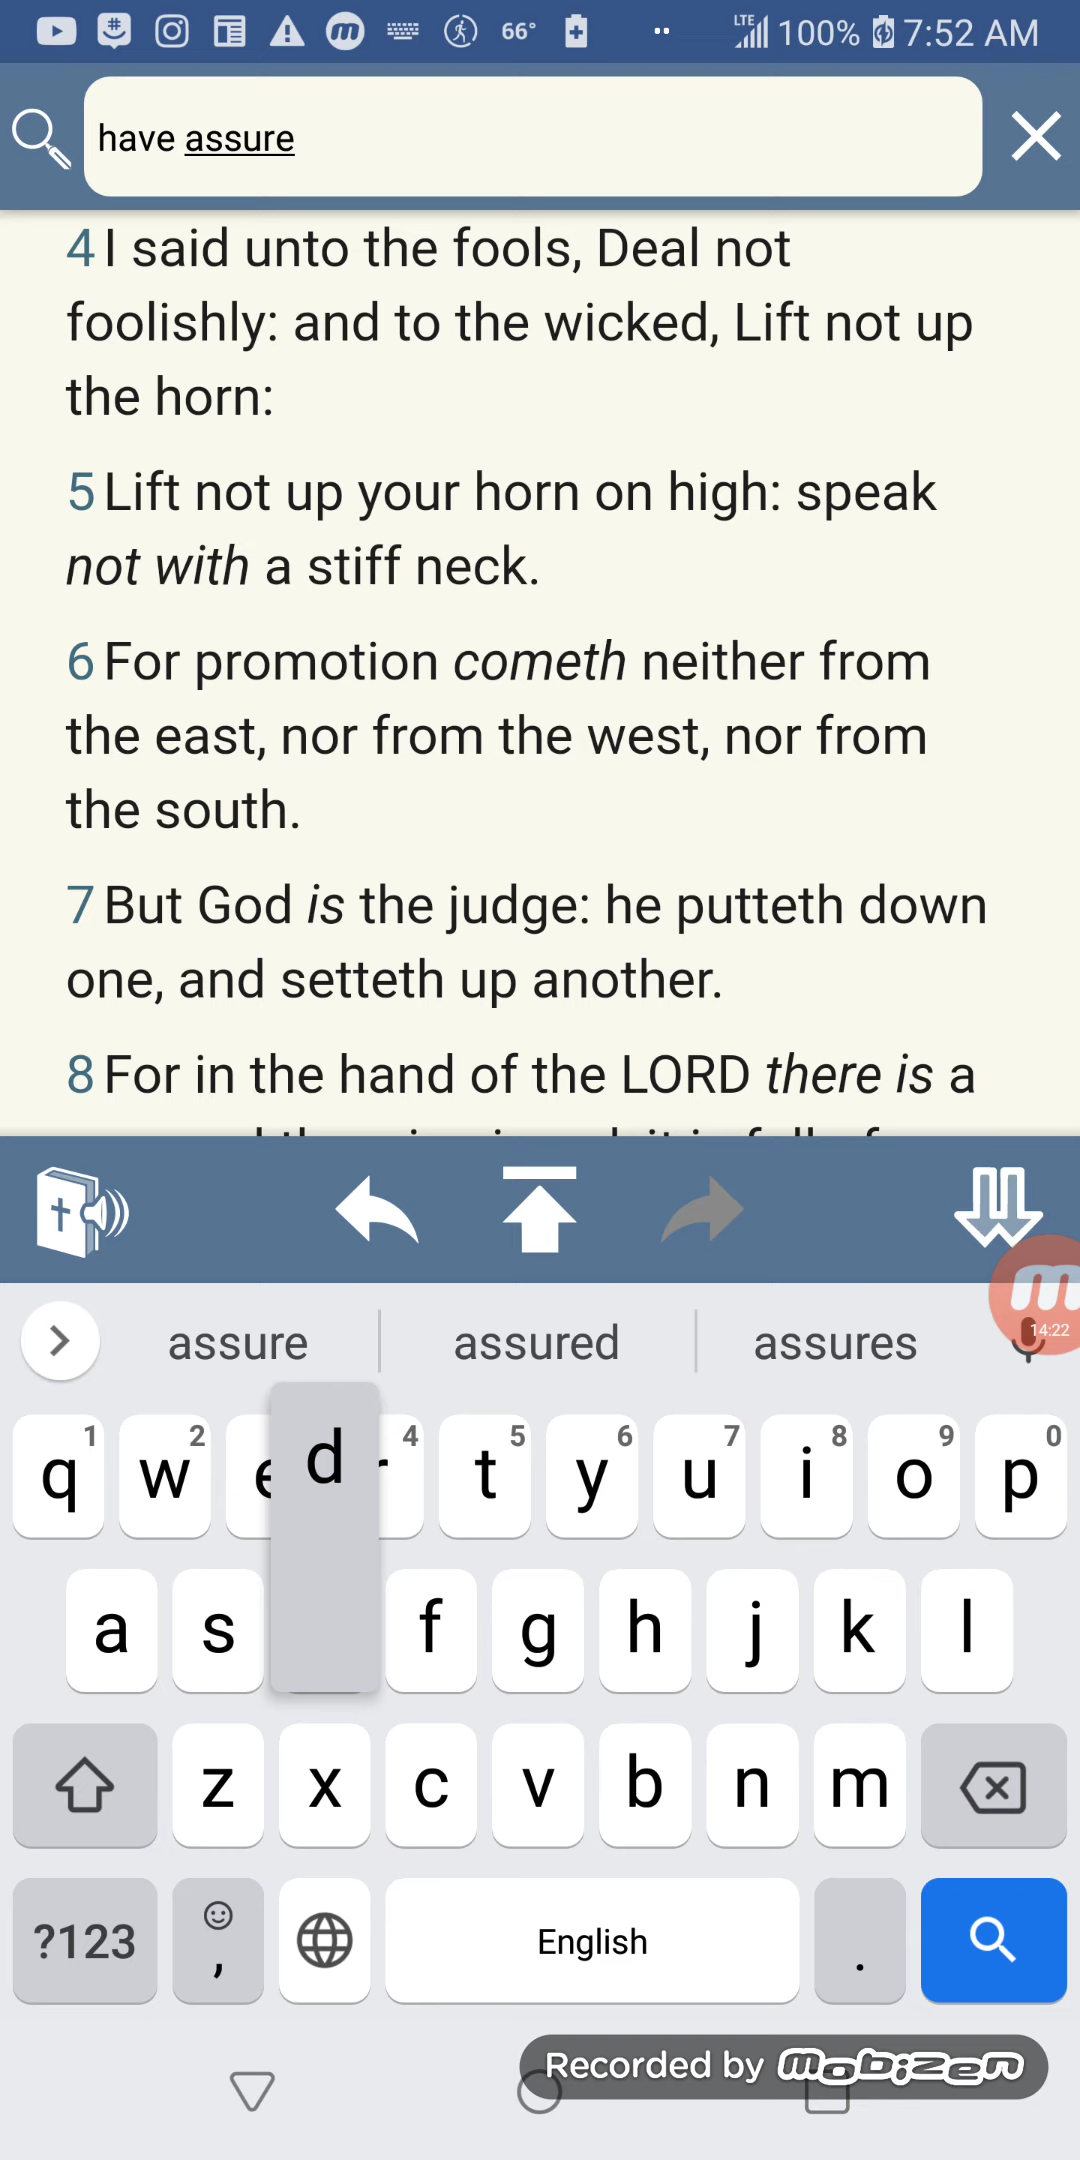 66° LTE 100% 7:52 AM
have assure
4 I said unto the fools, Deal not
foolishly: and to the wicked, Lift not up
the horn:
5 Lift not up your horn on high: speak
not with a stiff neck.
6 For promotion cometh neither from
the east, nor from the west, nor from
the south.
7 But God is the judge: he putteth down
one, and setteth up another.
8 For in the hand of the LORD there is a
14:22
assure assured assures
1 2 4 5 6 7 8 9 0
q w e d r t y u i o p
a s f g h j k l
z x c v b n m
?123 , English .
Recorded by mobizen